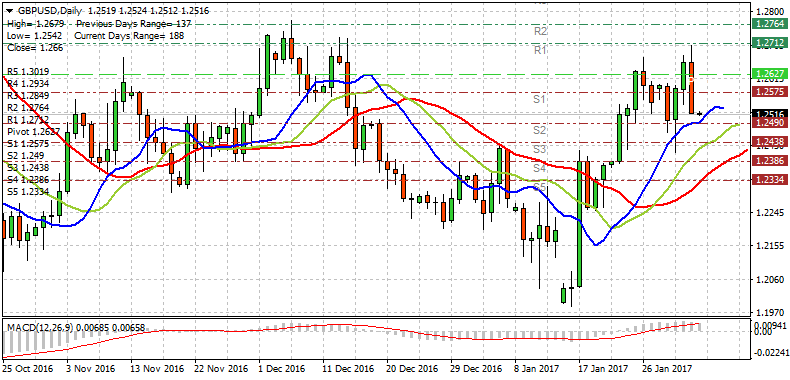 GBPUSD,Daily 1.2519 1.2524 1.2512 1.2516
High= 1.2679 Previous Days Range= 137
Low= 1.2542 Current Days Range= 188
Close= 1.266
R5 1.3019
R4 1.2934
R3 1.2849
R2 1.2764
R1 1.2712
Pivot 1.2627
S1 1.2575
S2 1.249
S3 1.2438
S4 1.2386
S5 1.2334
R2
R1
S1
S2
S3
S4
S5
1.2800
1.2764
1.2712
1.2627
1.2575
1.2516
1.2490
1.2438
1.2386
1.2334
1.2245
1.2155
1.2060
1.1970
MACD(12,26,9) 0.00685 0.00658
0.00941
0.00
-0.02241
25 Oct 2016
3 Nov 2016
14 Nov 2016
22 Nov 2016
1 Dec 2016
11 Dec 2016
20 Dec 2016
29 Dec 2016
8 Jan 2017
17 Jan 2017
26 Jan 2017